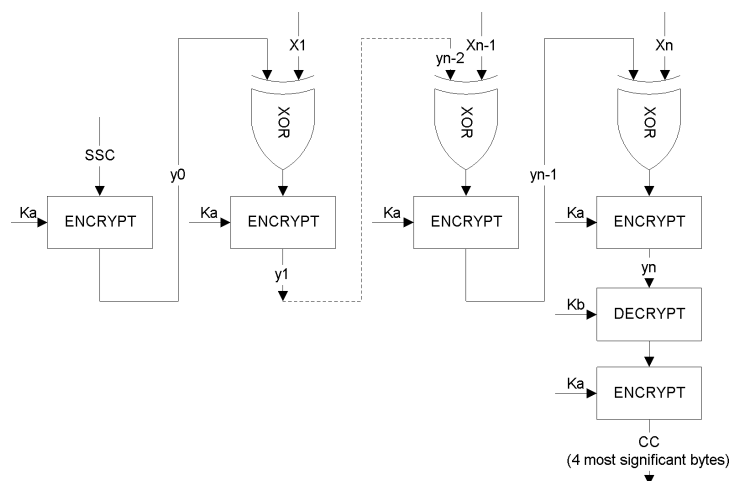 X1
Xn-1
Xn
yn-2
XOR
XOR
XOR
SSC
y0
yn-1
Ka
ENCRYPT
Ka
ENCRYPT
Ka
ENCRYPT
Ka
ENCRYPT
y1
yn
Kb
DECRYPT
Ka
ENCRYPT
CC
(4 most significant bytes)